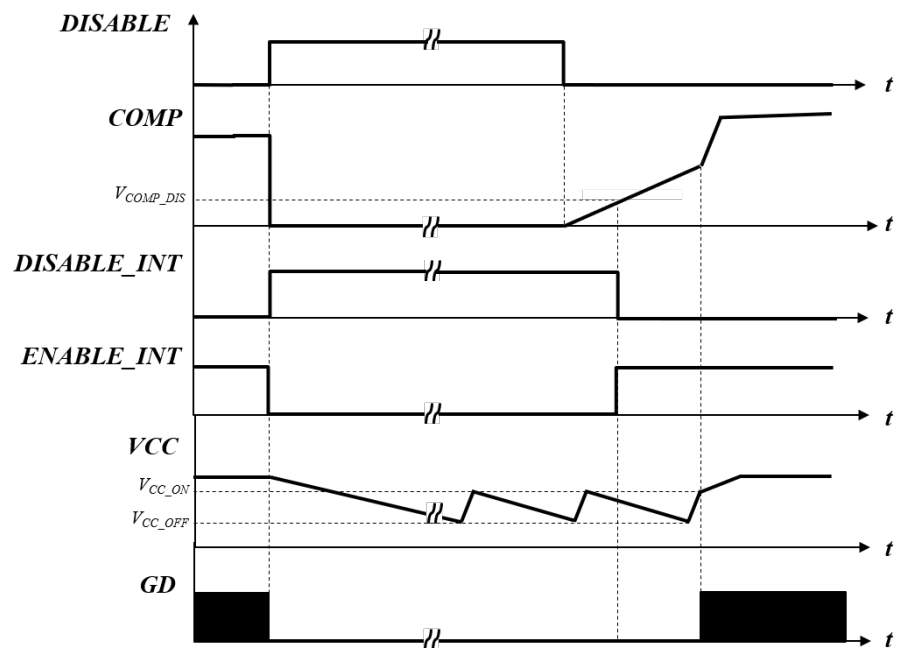 DISABLE
t
COMP
V_COMP_DIS
t
DISABLE_INT
t
ENABLE_INT
t
VCC
V_CC_ON
V_CC_OFF
t
GD
t